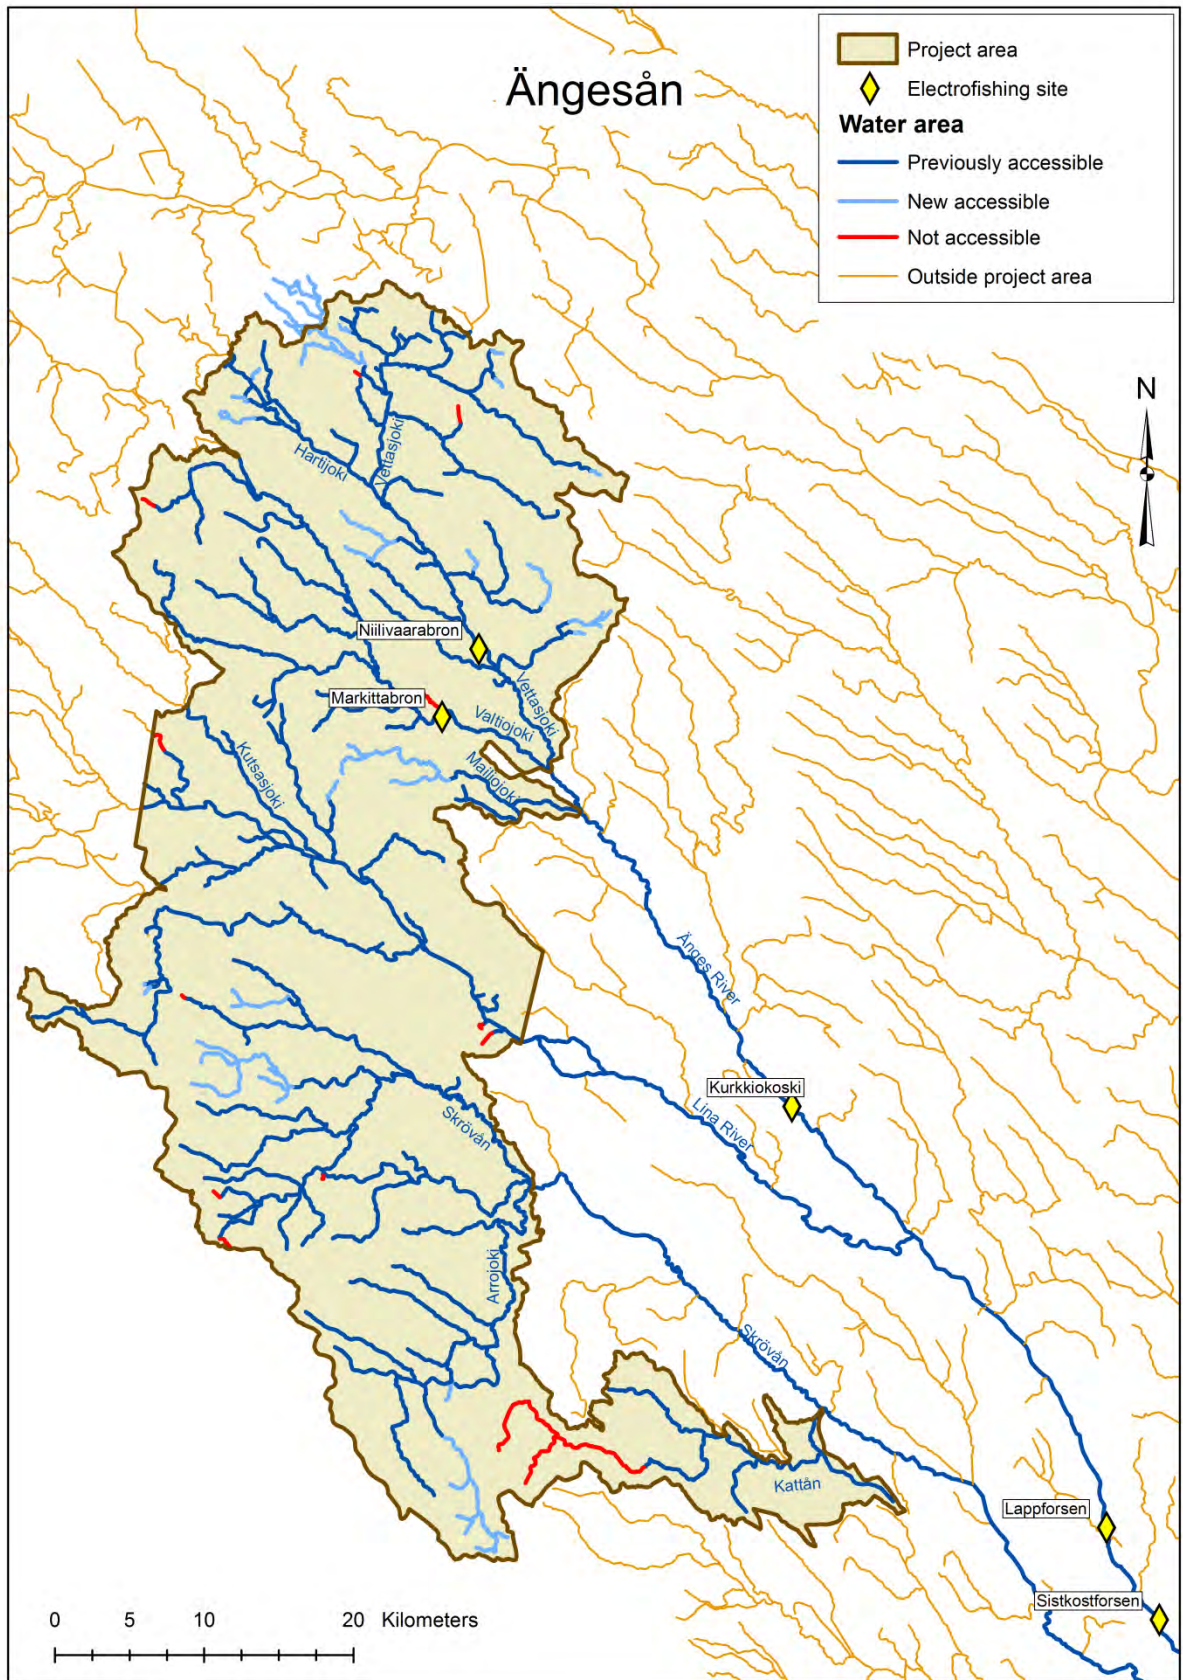 Ängesån
Project area
Electrofishing site
Water area
Previously accessible
New accessible
Not accessible
Outside project area
N
Hartijoki
Vettasjoki
Niilivaarabron
Markittabron
Vettasjoki
Valtiojoki
Mailiojoki
Kutsasjoki
Änges River
Kurkkiokoski
Lina River
Skrövån
Arrojoki
Skrövån
Kattån
Lappforsen
Sistkostforsen
0 5 10 20 Kilometers